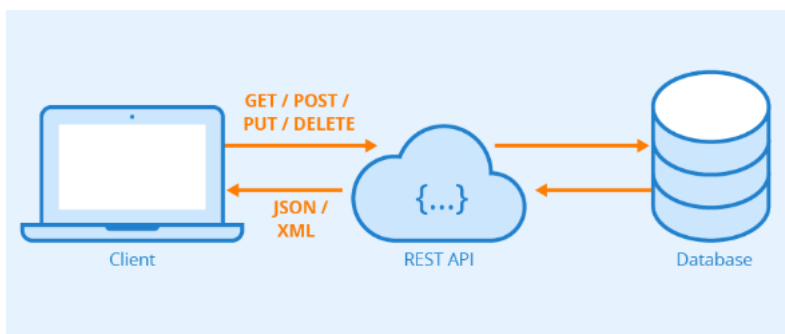 GET / POST /
PUT / DELETE
{...}
JSON /
XML
Client
REST API
Database